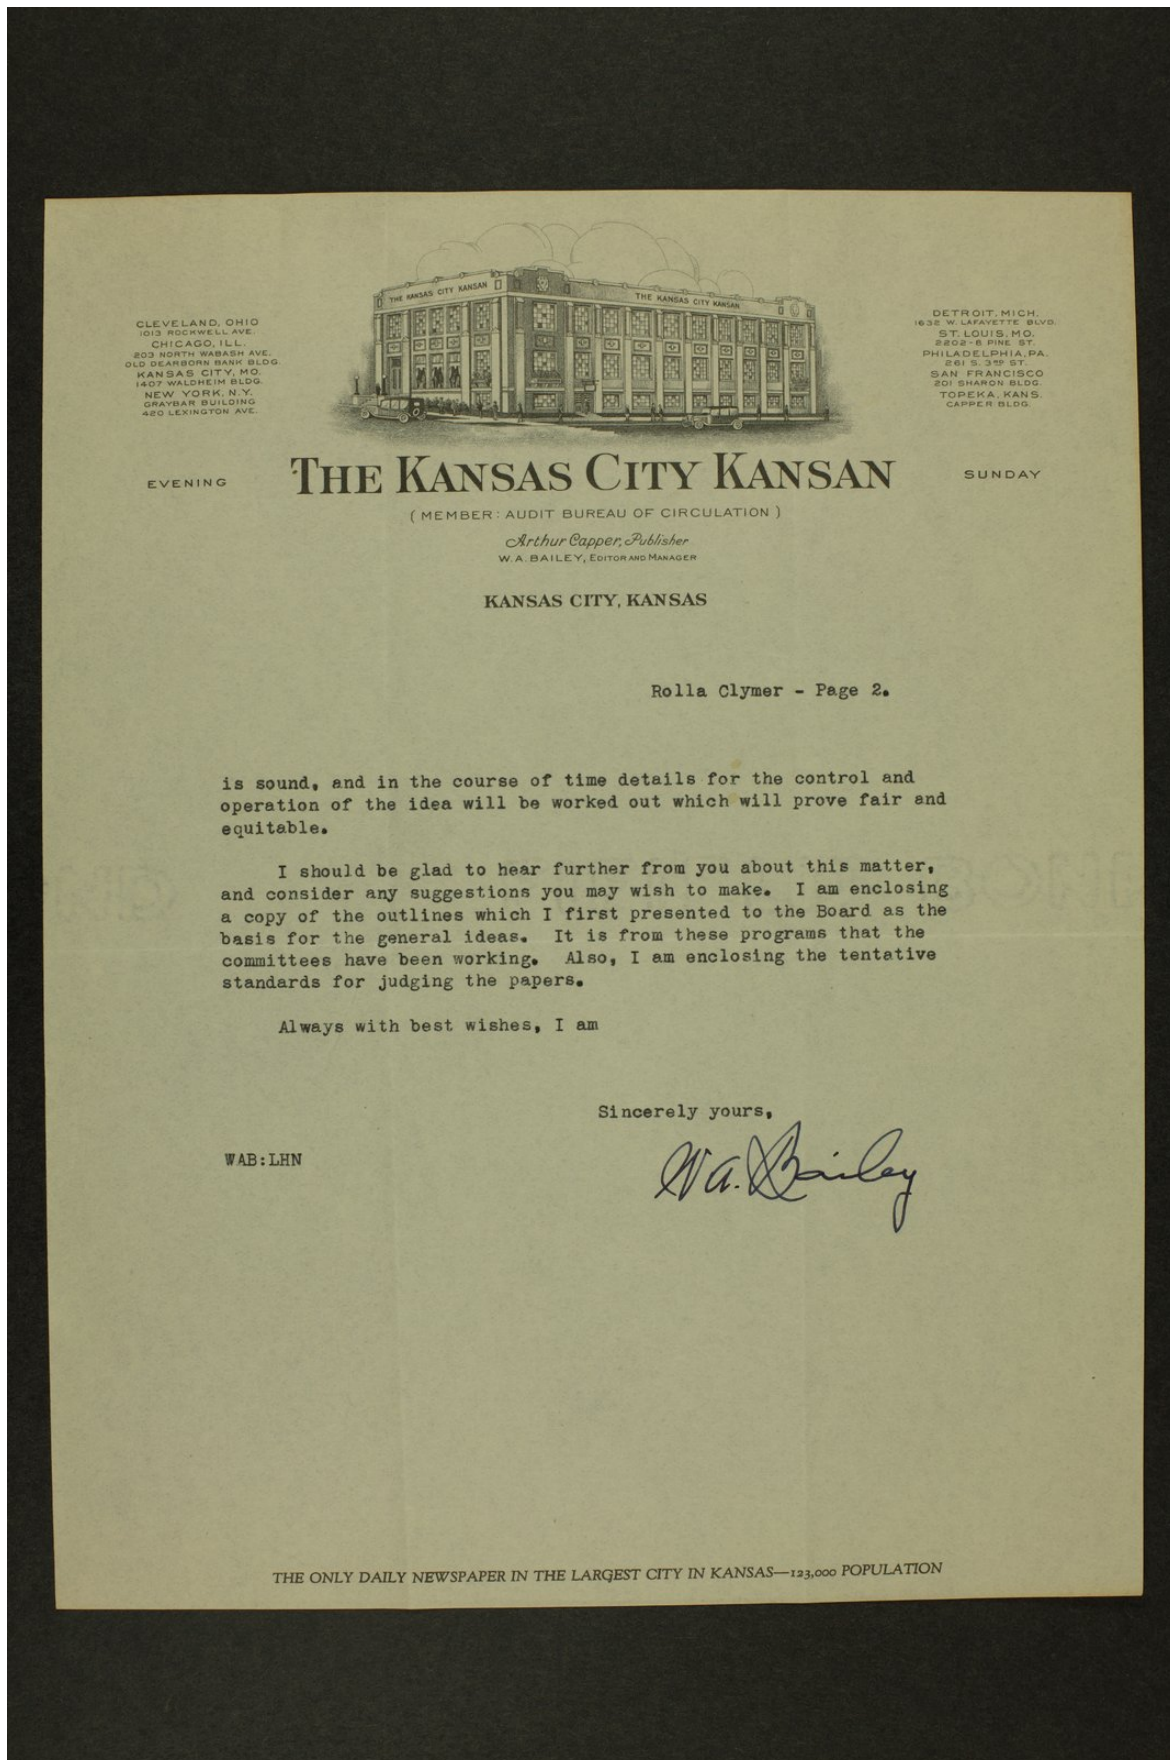 THE KANSAS CITY KANSAN
THE KANSAS CITY KANSAN
CLEVELAND, OHIO
1013 ROCKWELL AVE.
CHICAGO, ILL.
203 NORTH WABASH AVE.
OLD DEARBORN BANK BLDG.
KANSAS CITY, MO.
1407 WALDHEIM BLDG.
NEW YORK, N.Y.
GRAYBAR BUILDING
420 LEXINGTON AVE.
DETROIT, MICH.
1632 W. LAFAYETTE BLVD.
ST. LOUIS, MO.
2202-6 PINE ST.
PHILADELPHIA, PA.
261 S. 3RD ST.
SAN FRANCISCO
201 SHARON BLDG.
TOPEKA, KANS.
CAPPER BLDG.
EVENING
THE KANSAS CITY KANSAN
SUNDAY
( MEMBER: AUDIT BUREAU OF CIRCULATION )
Arthur Capper, Publisher
W. A. BAILEY, EDITOR AND MANAGER
KANSAS CITY, KANSAS
Rolla Clymer - Page 2.
is sound, and in the course of time details for the control and
operation of the idea will be worked out which will prove fair and
equitable.
I should be glad to hear further from you about this matter,
and consider any suggestions you may wish to make. I am enclosing
a copy of the outlines which I first presented to the Board as the
basis for the general ideas. It is from these programs that the
committees have been working. Also, I am enclosing the tentative
standards for judging the papers.
Always with best wishes, I am
Sincerely yours,
WAB:LHN
W. A. Bailey
THE ONLY DAILY NEWSPAPER IN THE LARGEST CITY IN KANSAS—123,000 POPULATION